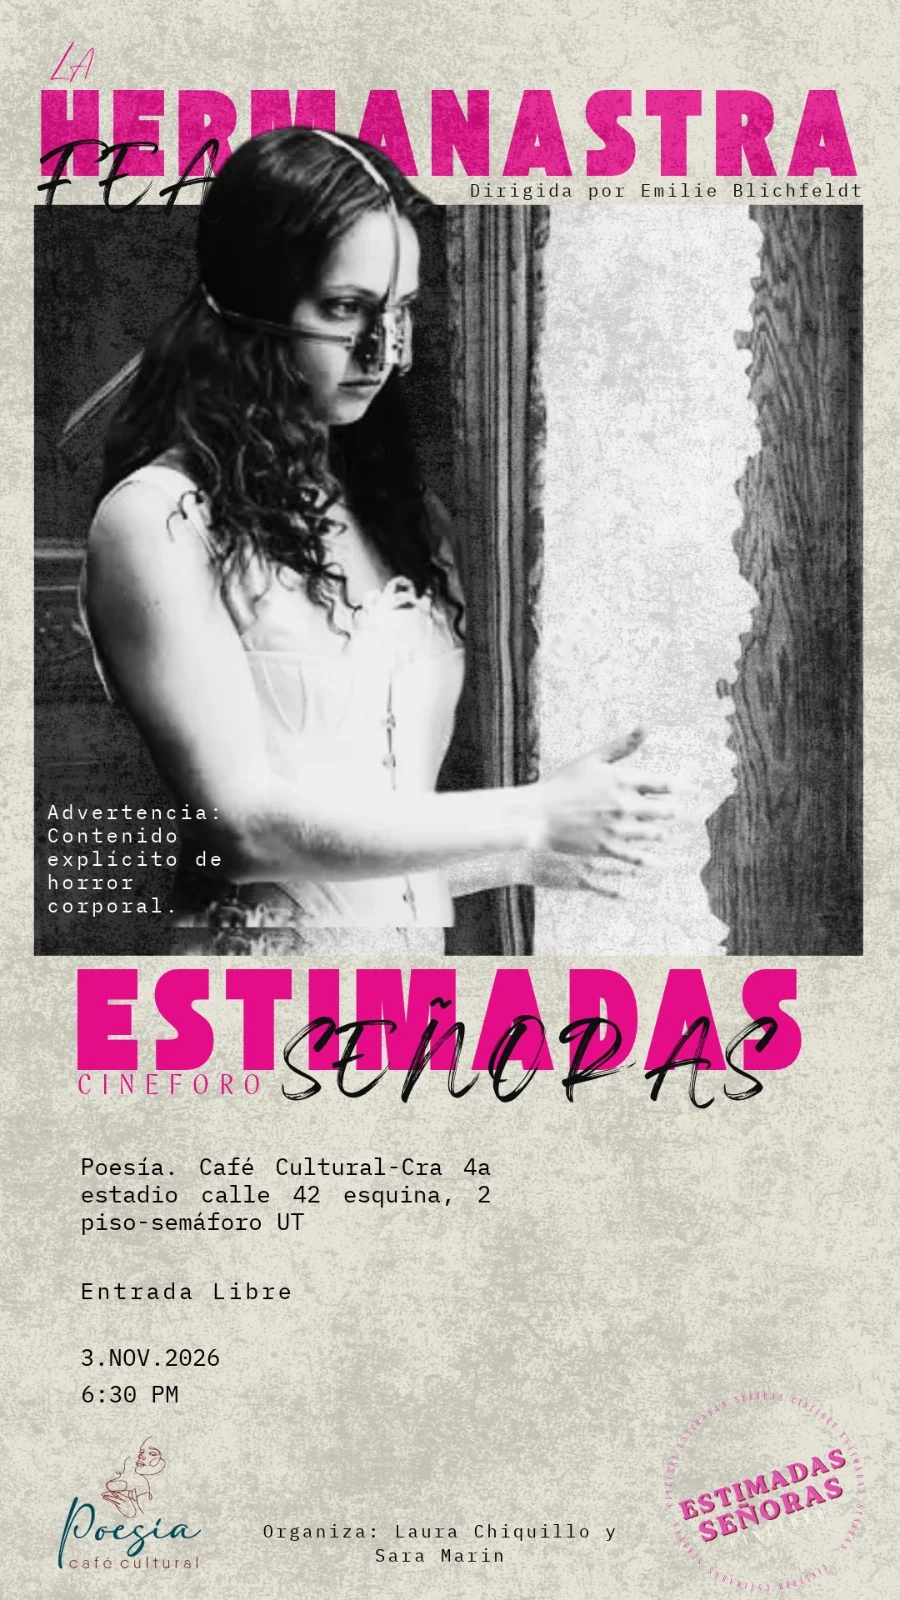 LA
HERMANASTRA
FEA
Dirigida por Emilie Blichfeldt
Advertencia:
Contenido
explícito de
horror
corporal.
ESTIMADAS
SEÑORAS
CINEFORO
Poesía. Café Cultural-Cra 4a
estadio calle 42 esquina, 2
piso-semáforo UT
Entrada Libre
3.NOV.2026
6:30 PM
Poesía
café cultural
Organiza: Laura Chiquillo y
Sara Marin
ESTIMADAS
SEÑORAS